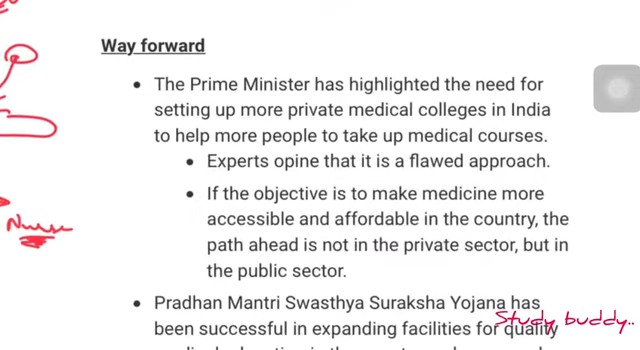 Way forward
The Prime Minister has highlighted the need for
setting up more private medical colleges in India
to help more people to take up medical courses.
Experts opine that it is a flawed approach.
If the objective is to make medicine more
accessible and affordable in the country, the
path ahead is not in the private sector, but in
the public sector.
Nurse
Pradhan Mantri Swasthya Suraksha Yojana has
Study buddy..
been successful in expanding facilities for quality